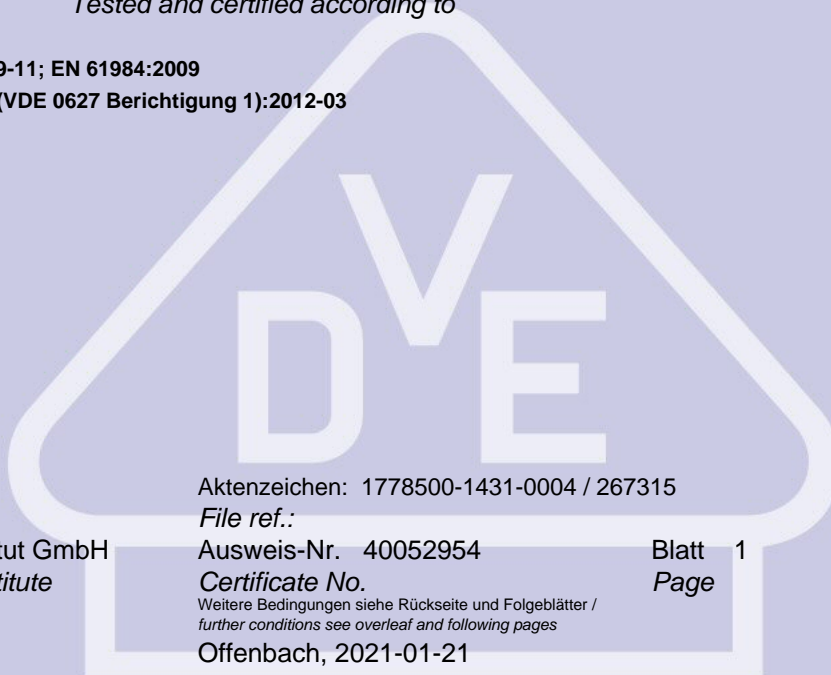 Tested and certified according to
9-11; EN 61984:2009
(VDE 0627 Berichtigung 1):2012-03
VDE
Aktenzeichen: 1778500-1431-0004 / 267315
File ref.:
tut GmbH Ausweis-Nr. 40052954 Blatt 1
titute Certificate No. Page
Weitere Bedingungen siehe Rückseite und Folgeblätter /
further conditions see overleaf and following pages
Offenbach, 2021-01-21